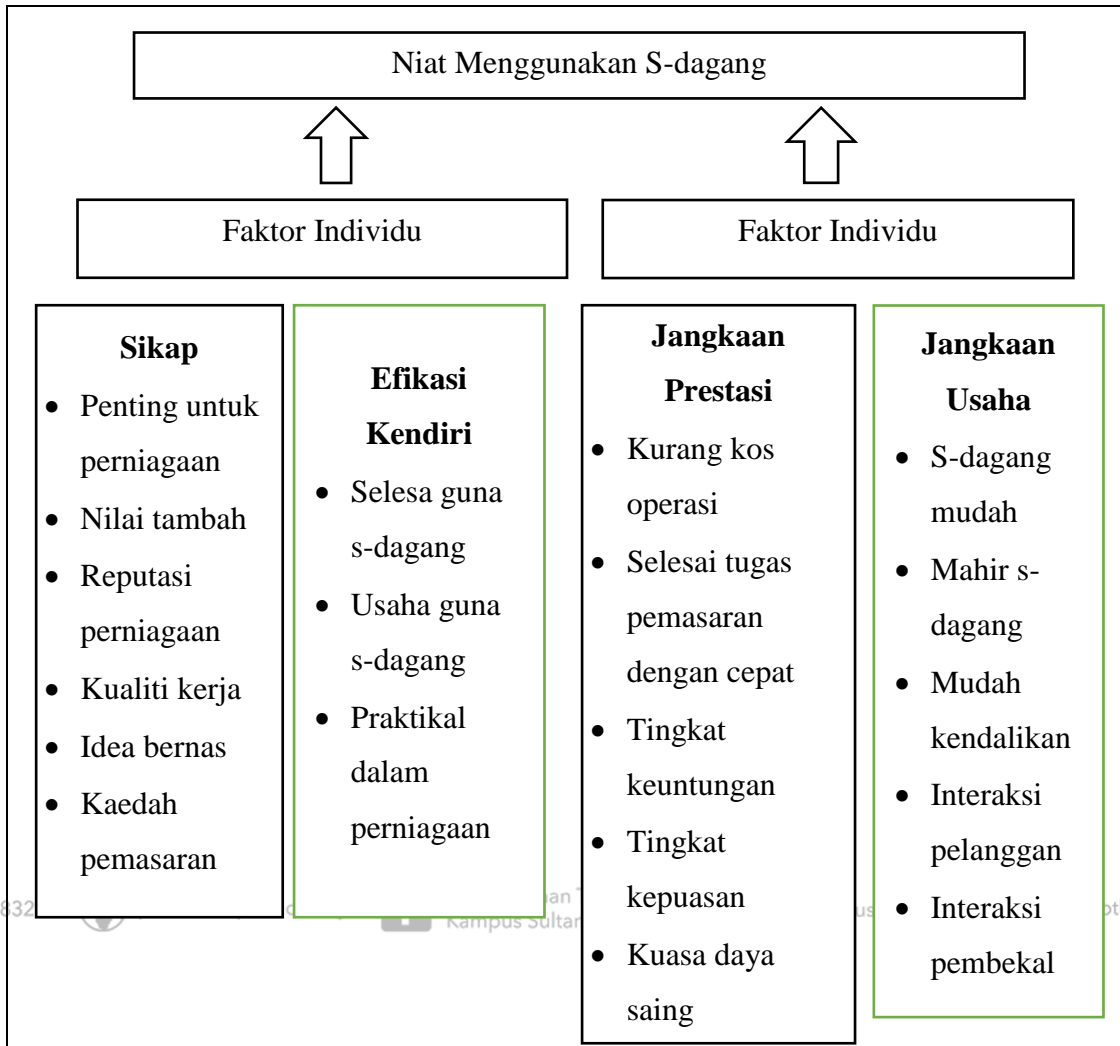 Niat Menggunakan S-dagang
Faktor Individu
Faktor Individu
Sikap
• Penting untuk
perniagaan
• Nilai tambah
• Reputasi
perniagaan
• Kualiti kerja
• Idea bernas
• Kaedah
pemasaran
Efikasi
Kendiri
• Selesa guna
s-dagang
• Usaha guna
s-dagang
• Praktikal
dalam
perniagaan
Jangkaan
Prestasi
• Kurang kos
operasi
• Selesai tugas
pemasaran
dengan cepat
• Tingkat
keuntungan
• Tingkat
kepuasan
• Kuasa daya
saing
Jangkaan
Usaha
• S-dagang
mudah
• Mahir s-
dagang
• Mudah
kendalikan
• Interaksi
pelanggan
• Interaksi
pembekal
832
Kampus Sultan